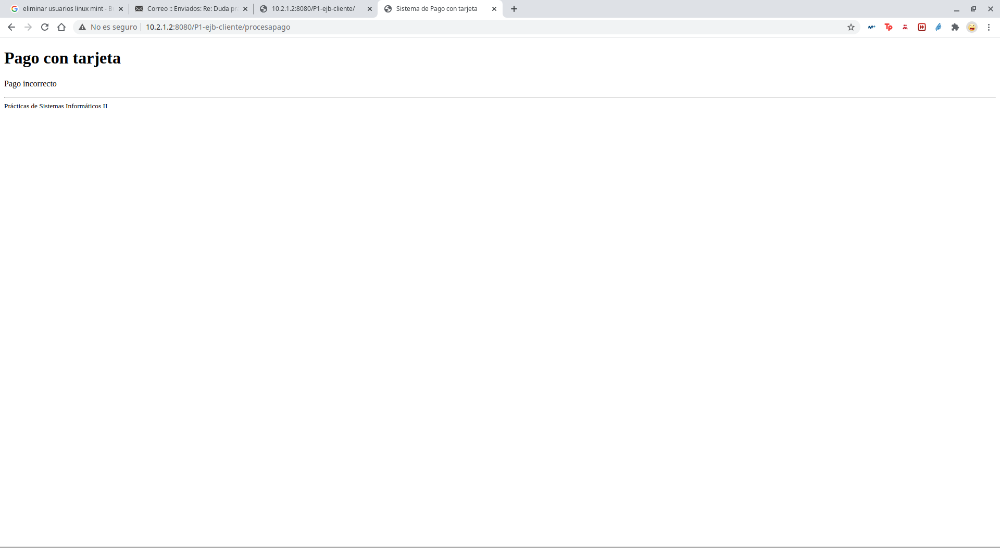 eliminar usuarios linux mint - B
Correo :: Enviados: Re: Duda pr
10.2.1.2:8080/P1-ejb-cliente/
Sistema de Pago con tarjeta
No es seguro
10.2.1.2:8080/P1-ejb-cliente/procesapago
Pago con tarjeta
Pago incorrecto
Prácticas de Sistemas Informáticos II